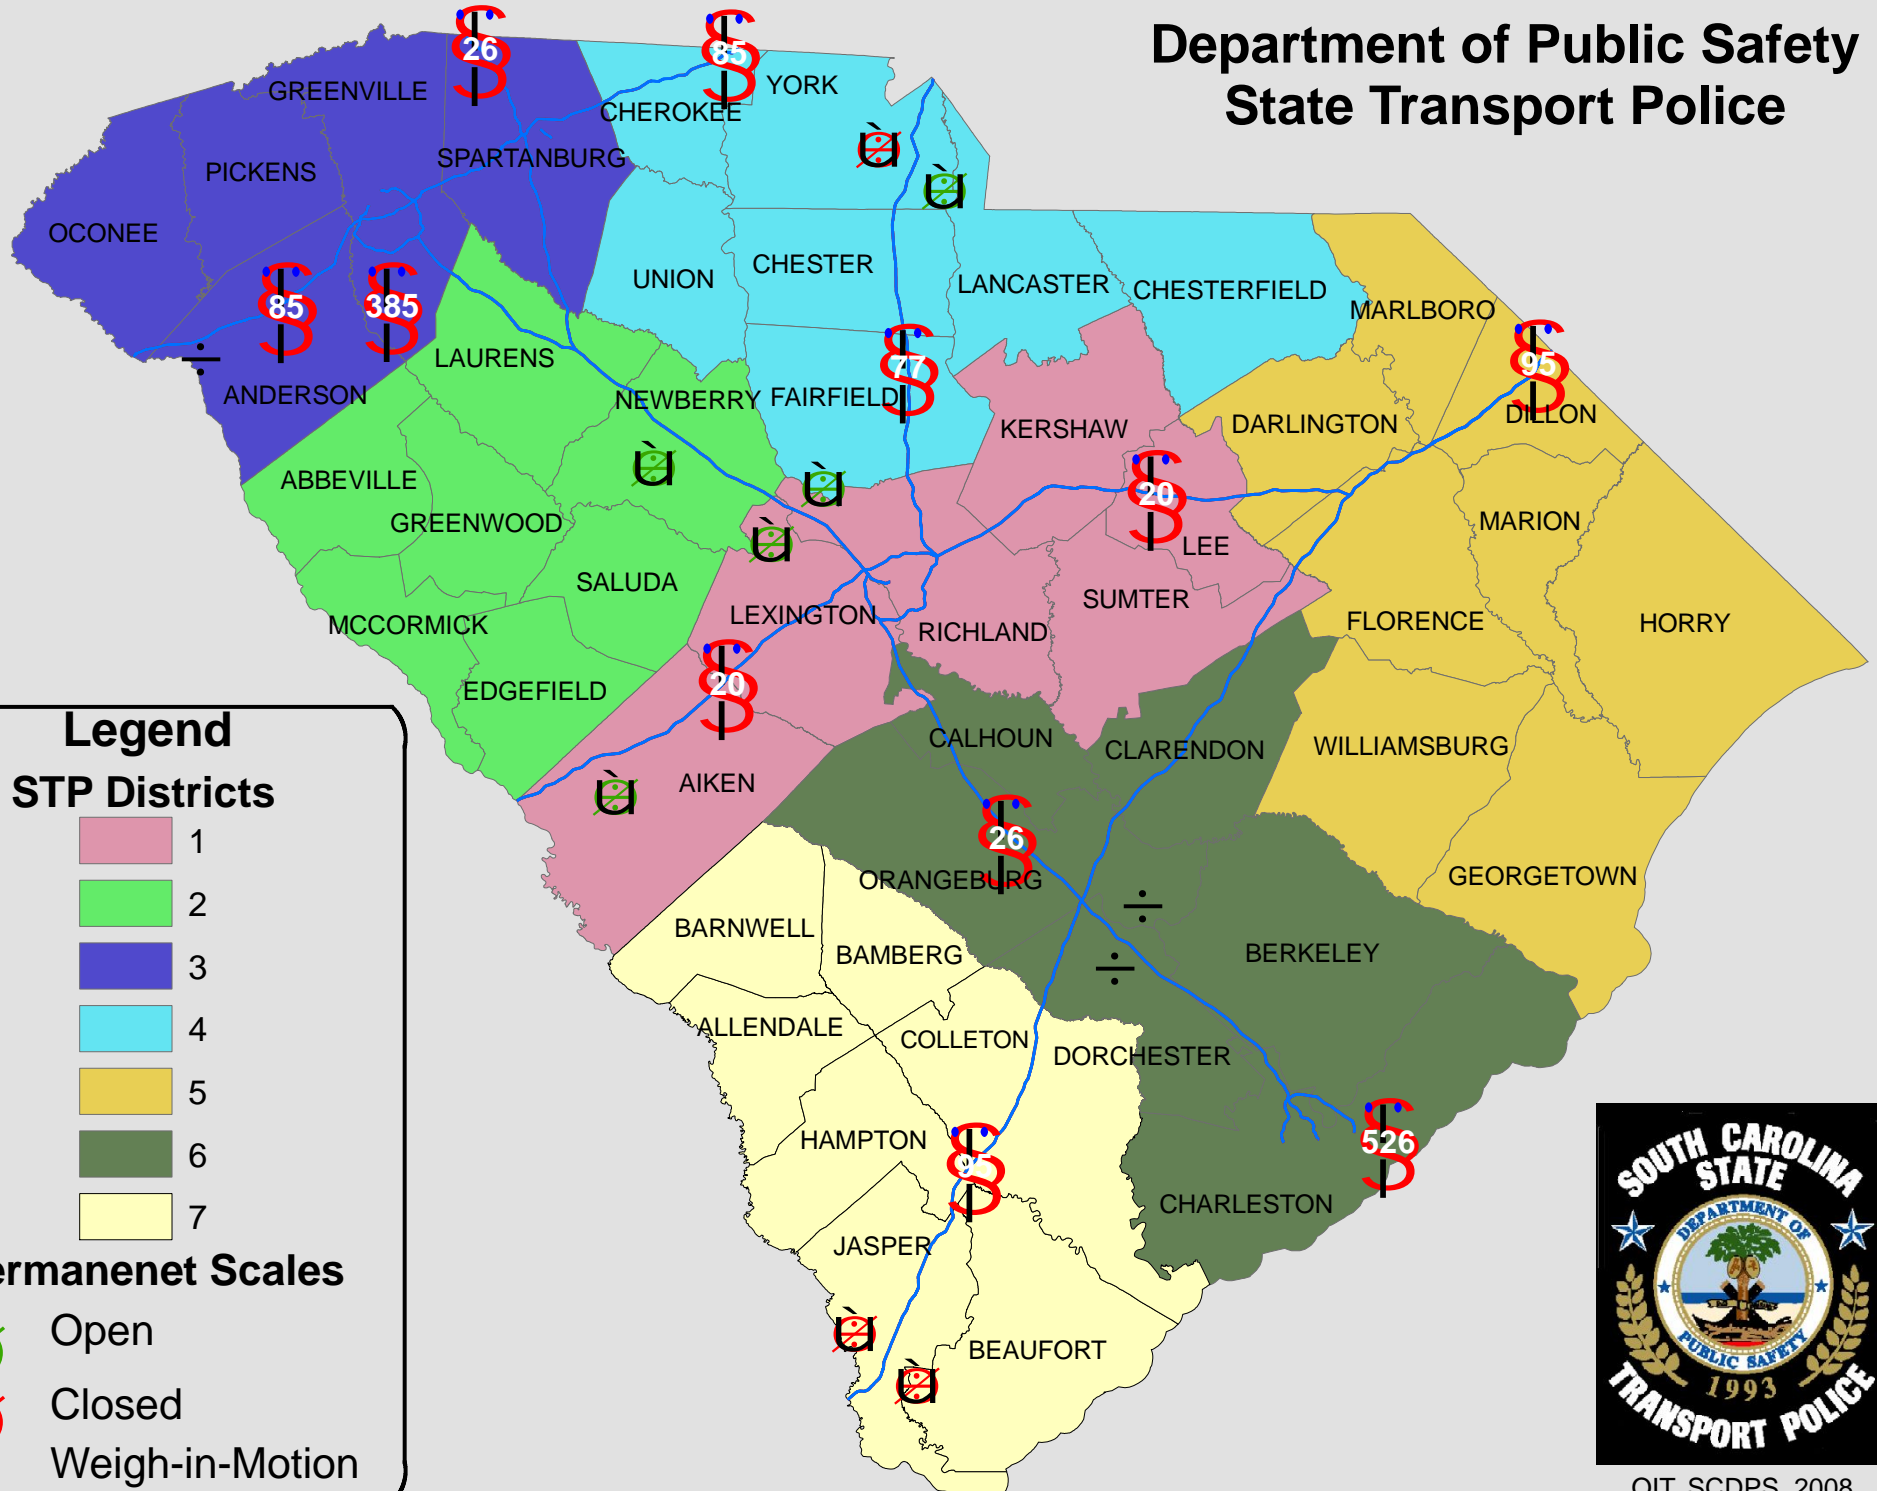 Department of Public Safety
State Transport Police
26
85
YORK
GREENVILLE
CHEROKEE
ù
SPARTANBURG
PICKENS
ù
OCONEE
CHESTER
UNION
LANCASTER
CHESTERFIELD
85
385
MARLBORO
÷
LAURENS
77
95
ANDERSON
NEWBERRY
FAIRFIELD
DILLON
KERSHAW
DARLINGTON
ù
ABBEVILLE
ù
20
GREENWOOD
MARION
ù
LEE
SALUDA
SUMTER
LEXINGTON
MCCORMICK
RICHLAND
FLORENCE
HORRY
20
EDGEFIELD
CALHOUN
CLARENDON
WILLIAMSBURG
AIKEN
ù
26
ORANGEBURG
GEORGETOWN
÷
BARNWELL
BAMBERG
BERKELEY
÷
ALLENDALE
COLLETON
DORCHESTER
HAMPTON
526
95
CHARLESTON
JASPER
ù
BEAUFORT
ù
Legend
STP Districts
1
2
3
4
5
6
7
ermanenet Scales
Open
Closed
Weigh-in-Motion
SOUTH CAROLINA
STATE
DEPARTMENT OF
PUBLIC SAFETY
1993
TRANSPORT POLICE
OIT, SCDPS, 2008